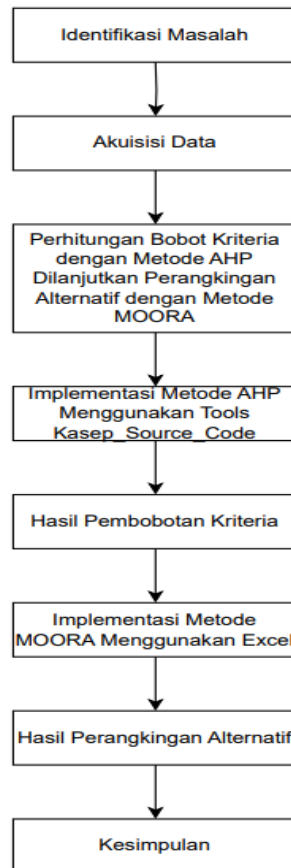 Identifikasi Masalah
Akuisisi Data
Perhitungan Bobot Kriteria
dengan Metode AHP
Dilanjutkan Perangkingan
Alternatif dengan Metode
MOORA
Implementasi Metode AHP
Menggunakan Tools
Kasep_Source_Code
Hasil Pembobotan Kriteria
Implementasi Metode
MOORA Menggunakan Excel
Hasil Perangkingan Alternatif
Kesimpulan